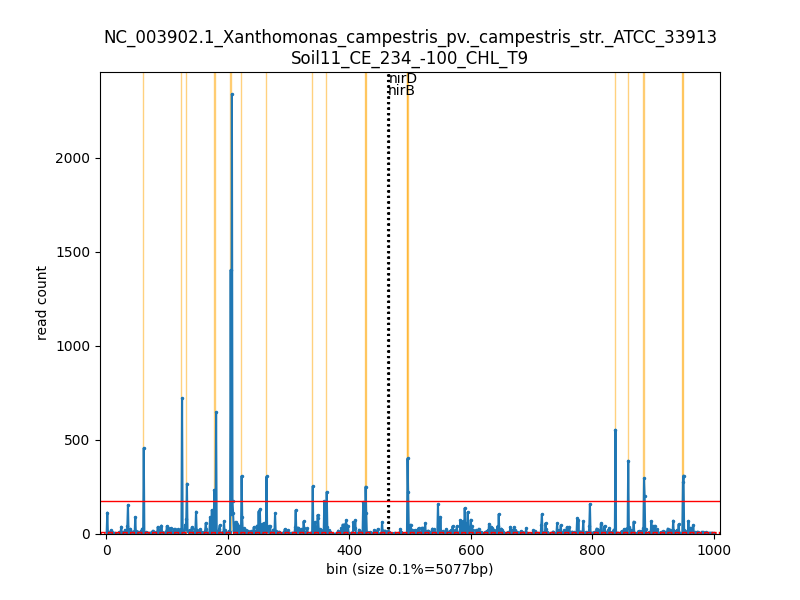 NC_003902.1_Xanthomonas_campestris_pv._campestris_str._ATCC_33913
Soil11_CE_234_-100_CHL_T9
nirD
nirB
2000
1500
1000
500
0
read count
0 200 400 600 800 1000
bin (size 0.1%=5077bp)